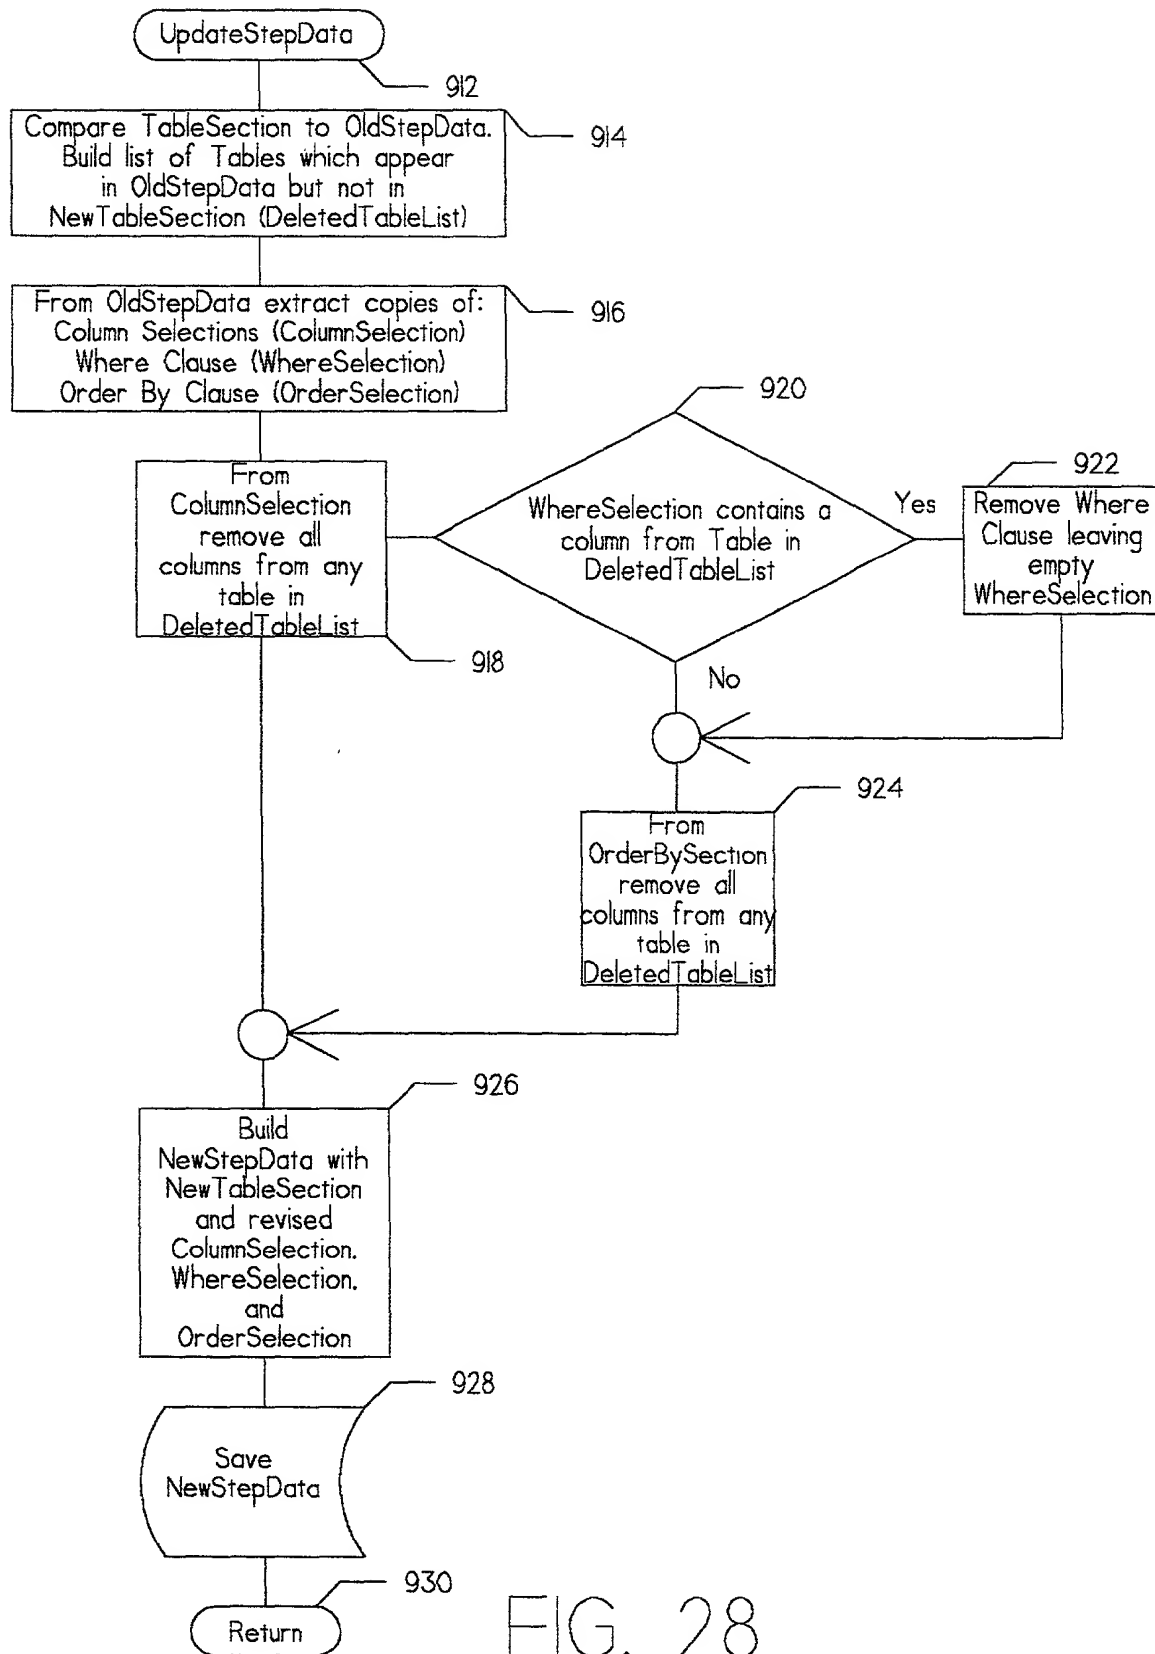 UpdateStepData
912
Compare TableSection to OldStepData.
Build list of Tables which appear
in OldStepData but not in
NewTableSection (DeletedTableList)
914
From OldStepData extract copies of:
Column Selections (ColumnSelection)
Where Clause (WhereSelection)
Order By Clause (OrderSelection)
916
From
ColumnSelection
remove all
columns from any
table in
DeletedTableList
918
920
WhereSelection contains a
column from Table in
DeletedTableList
Yes
922
Remove Where
Clause leaving
empty
WhereSelection
No
924
From
OrderBySection
remove all
columns from any
table in
DeletedTableList
926
Build
NewStepData with
NewTableSection
and revised
ColumnSelection.
WhereSelection.
and
OrderSelection
928
Save
NewStepData
930
Return
FIG. 28